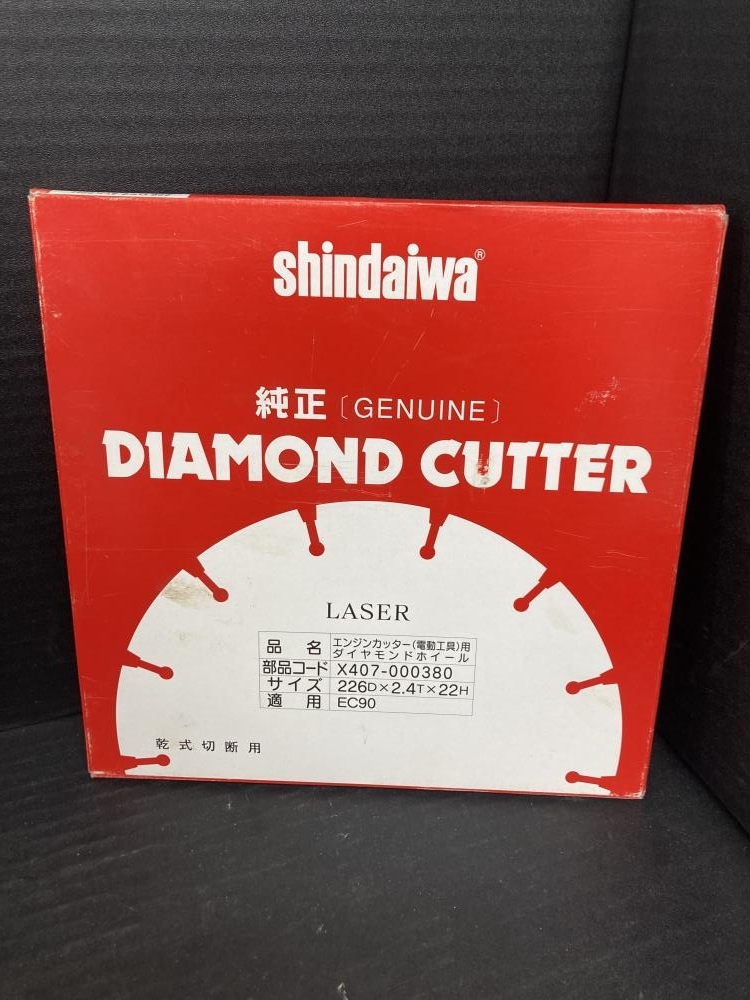 shindaiwa®
純正 [GENUINE]
DIAMOND CUTTER
LASER
品名 エンジンカッター(電動工具)用
ダイヤモンドホイール
部品コード X407-000380
サイズ 226D×2.4T×22H
適用 EC90
乾式切断用